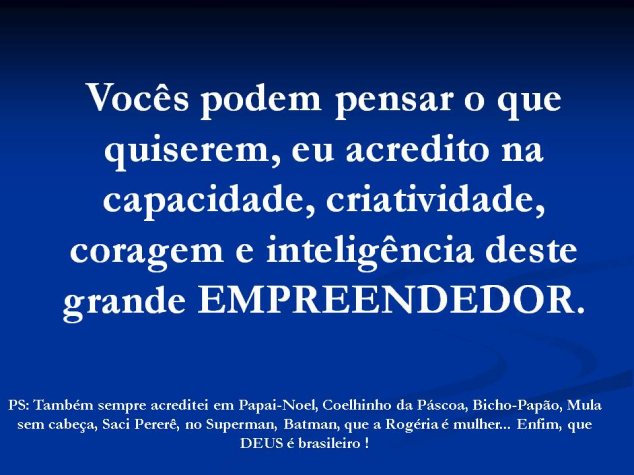 Vocês podem pensar o que
quiserem, eu acredito na
capacidade, criatividade,
coragem e inteligência deste
grande EMPREENDEDOR.
PS: Também sempre acreditei em Papai-Noel, Coelhinho da Páscoa, Bicho-Papão, Mula
sem cabeça, Saci Pererê, no Superman, Batman, que a Rogéria é mulher... Enfim, que
DEUS é brasileiro !